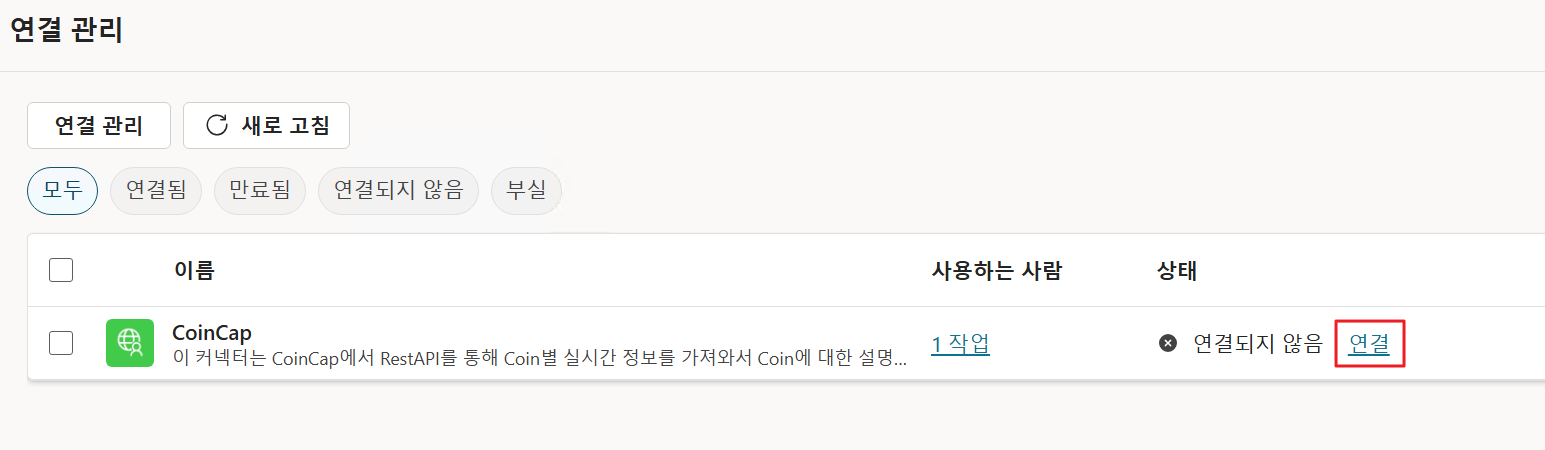 연결 관리
연결 관리
새로 고침
모두
연결됨
만료됨
연결되지 않음
부실
이름
사용하는 사람
상태
CoinCap
이 커넥터는 CoinCap에서 RestAPI를 통해 Coin별 실시간 정보를 가져와서 Coin에 대한 설명...
1 작업
연결되지 않음
연결